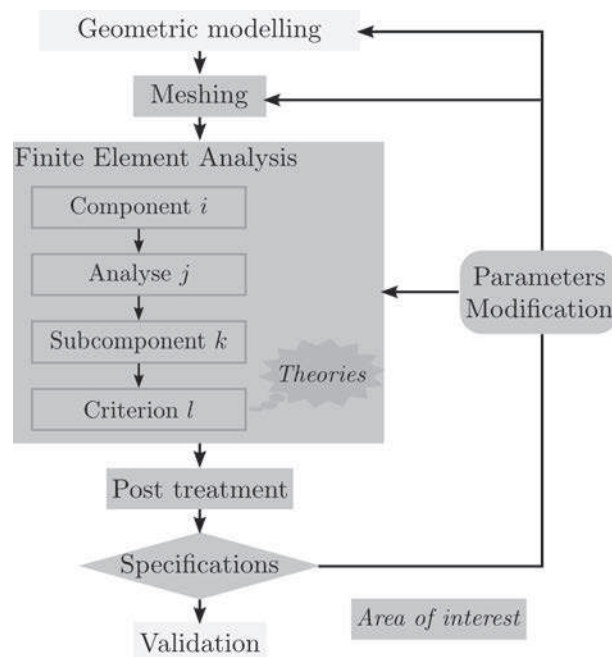 Geometric modelling
Meshing
Finite Element Analysis
Component i
Analyse j
Subcomponent k
Criterion l
Theories
Parameters
Modification
Post treatment
Specifications
Validation
Area of interest